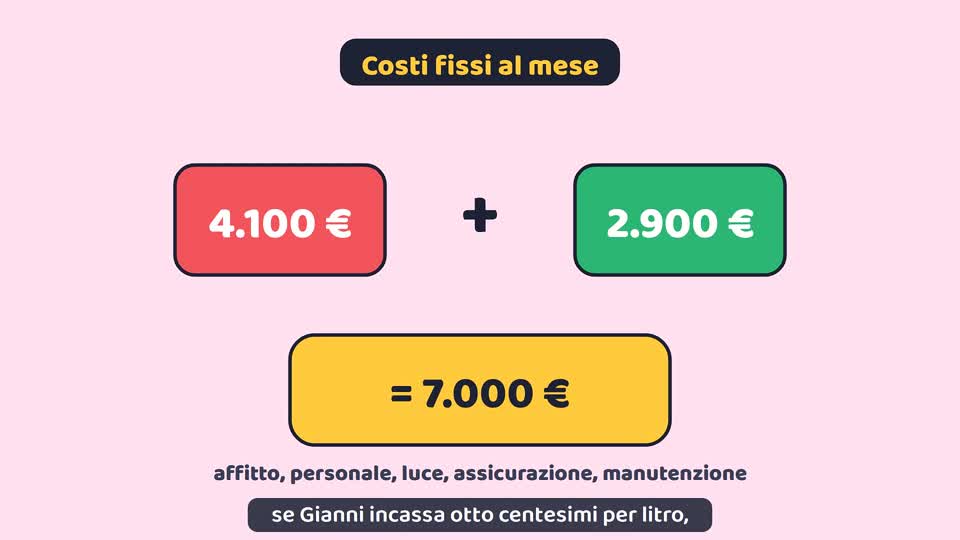 Costi fissi al mese
4.100 € + 2.900 €
= 7.000 €
affitto, personale, luce, assicurazione, manutenzione
se Gianni incassa otto centesimi per litro,